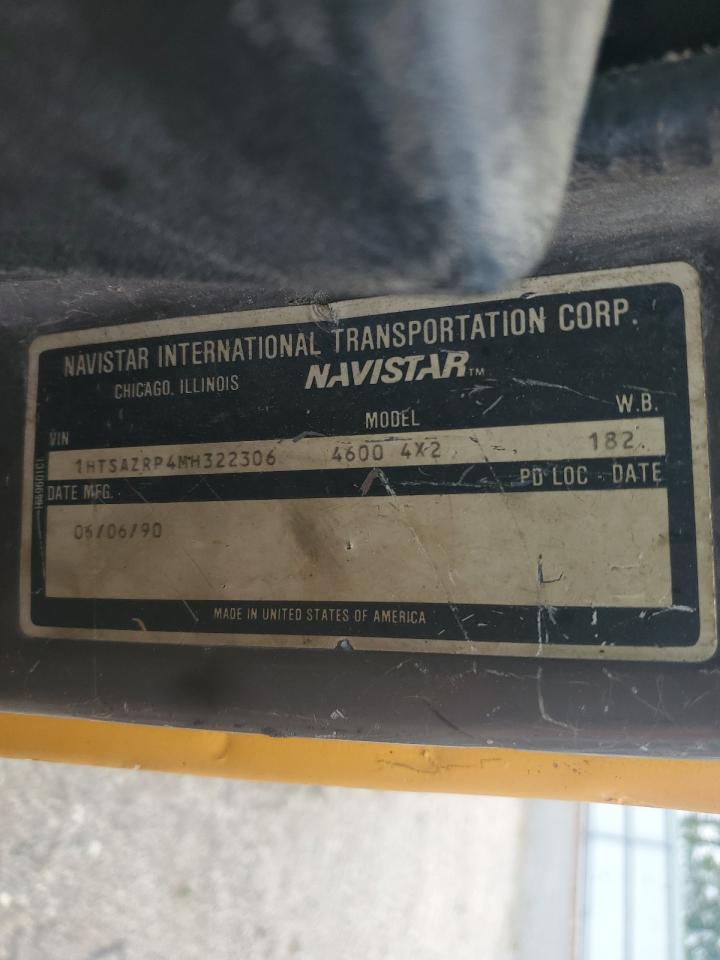 NAVISTAR INTERNATIONAL TRANSPORTATION CORP.
CHICAGO, ILLINOIS NAVISTAR™
VIN MODEL W.B.
1HTSAZRP4MH322306 4600 4X2 182
DATE MFG. PD LOC - DATE
06/06/90
MADE IN UNITED STATES OF AMERICA